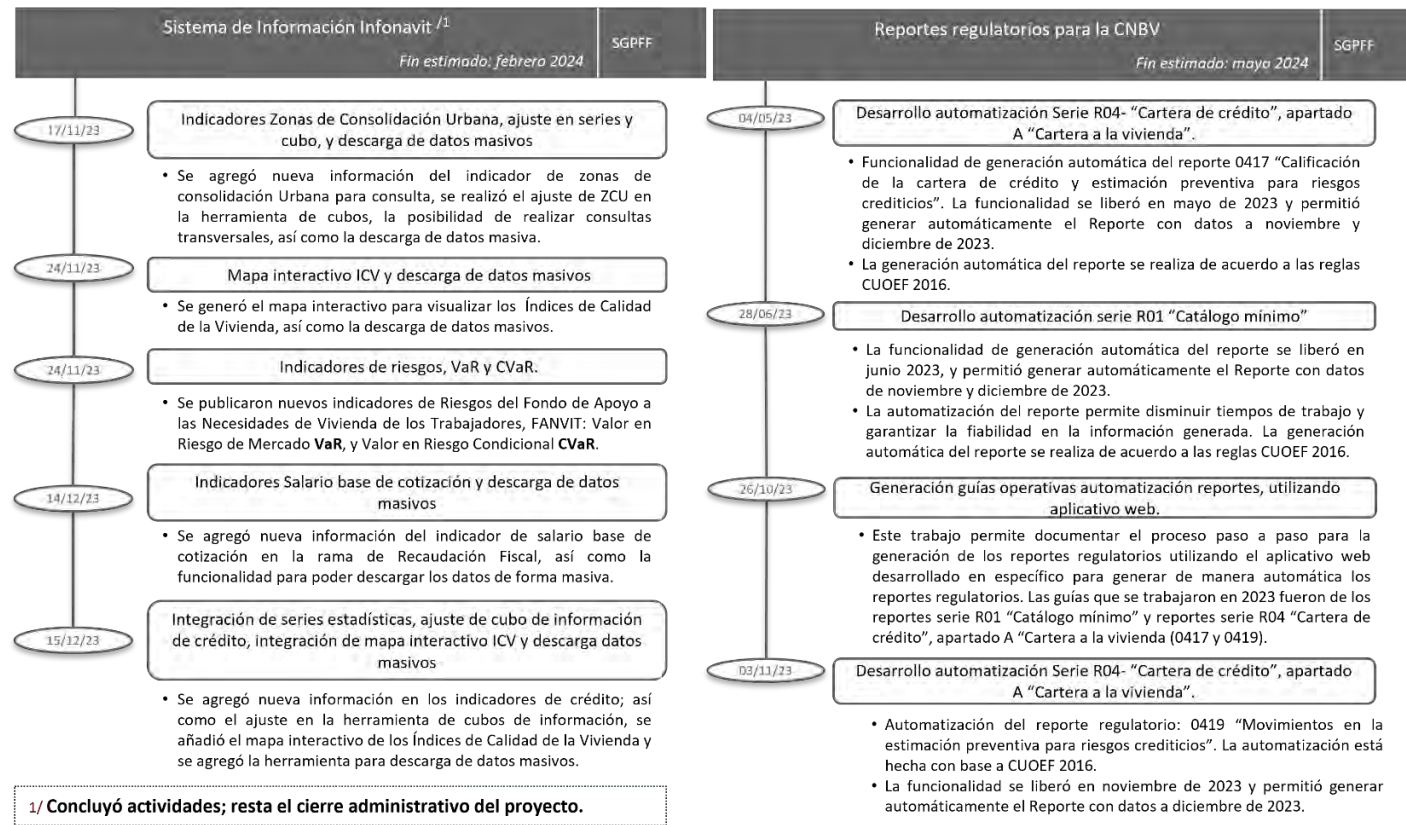 Sistema de Información Infonavit /1
SGPFF
Fin estimado: febrero 2024
17/11/23
Indicadores Zonas de Consolidación Urbana, ajuste en series y
cubo, y descarga de datos masivos
• Se agregó nueva información del indicador de zonas de
consolidación Urbana para consulta, se realizó el ajuste de ZCU en
la herramienta de cubos, la posibilidad de realizar consultas
transversales, así como la descarga de datos masiva.
24/11/23
Mapa interactivo ICV y descarga de datos masivos
• Se generó el mapa interactivo para visualizar los Índices de Calidad
de la Vivienda, así como la descarga de datos masivos.
24/11/23
Indicadores de riesgos, VaR y CVaR.
• Se publicaron nuevos indicadores de Riesgos del Fondo de Apoyo a
las Necesidades de Vivienda de los Trabajadores, FANVIT: Valor en
Riesgo de Mercado VaR, y Valor en Riesgo Condicional CVaR.
14/12/23
Indicadores Salario base de cotización y descarga de datos
masivos
• Se agregó nueva información del indicador de salario base de
cotización en la rama de Recaudación Fiscal, así como la
funcionalidad para poder descargar los datos de forma masiva.
15/12/23
Integración de series estadísticas, ajuste de cubo de información
de crédito, integración de mapa interactivo ICV y descarga datos
masivos
• Se agregó nueva información en los indicadores de crédito; así
como el ajuste en la herramienta de cubos de información, se
añadió el mapa interactivo de los Índices de Calidad de la Vivienda y
se agregó la herramienta para descarga de datos masivos.
1/ Concluyó actividades; resta el cierre administrativo del proyecto.
Reportes regulatorios para la CNBV
SGPFF
Fin estimado: mayo 2024
04/05/23
Desarrollo automatización Serie R04- “Cartera de crédito”, apartado
A “Cartera a la vivienda”.
• Funcionalidad de generación automática del reporte 0417 “Calificación
de la cartera de crédito y estimación preventiva para riesgos
crediticios”. La funcionalidad se liberó en mayo de 2023 y permitió
generar automáticamente el Reporte con datos a noviembre y
diciembre de 2023.
• La generación automática del reporte se realiza de acuerdo a las reglas
CUOEF 2016.
28/06/23
Desarrollo automatización serie R01 “Catálogo mínimo”
• La funcionalidad de generación automática del reporte se liberó en
junio 2023, y permitió generar automáticamente el Reporte con datos
de noviembre y diciembre de 2023.
• La automatización del reporte permite disminuir tiempos de trabajo y
garantizar la fiabilidad en la información generada. La generación
automática del reporte se realiza de acuerdo a las reglas CUOEF 2016.
26/10/23
Generación guías operativas automatización reportes, utilizando
aplicativo web.
• Este trabajo permite documentar el proceso paso a paso para la
generación de los reportes regulatorios utilizando el aplicativo web
desarrollado en específico para generar de manera automática los
reportes regulatorios. Las guías que se trabajaron en 2023 fueron de los
reportes serie R01 “Catálogo mínimo” y reportes serie R04 “Cartera de
crédito”, apartado A “Cartera a la vivienda (0417 y 0419).
03/11/23
Desarrollo automatización Serie R04- “Cartera de crédito”, apartado
A “Cartera a la vivienda”.
• Automatización del reporte regulatorio: 0419 “Movimientos en la
estimación preventiva para riesgos crediticios”. La automatización está
hecha con base a CUOEF 2016.
• La funcionalidad se liberó en noviembre de 2023 y permitió generar
automáticamente el Reporte con datos a diciembre de 2023.